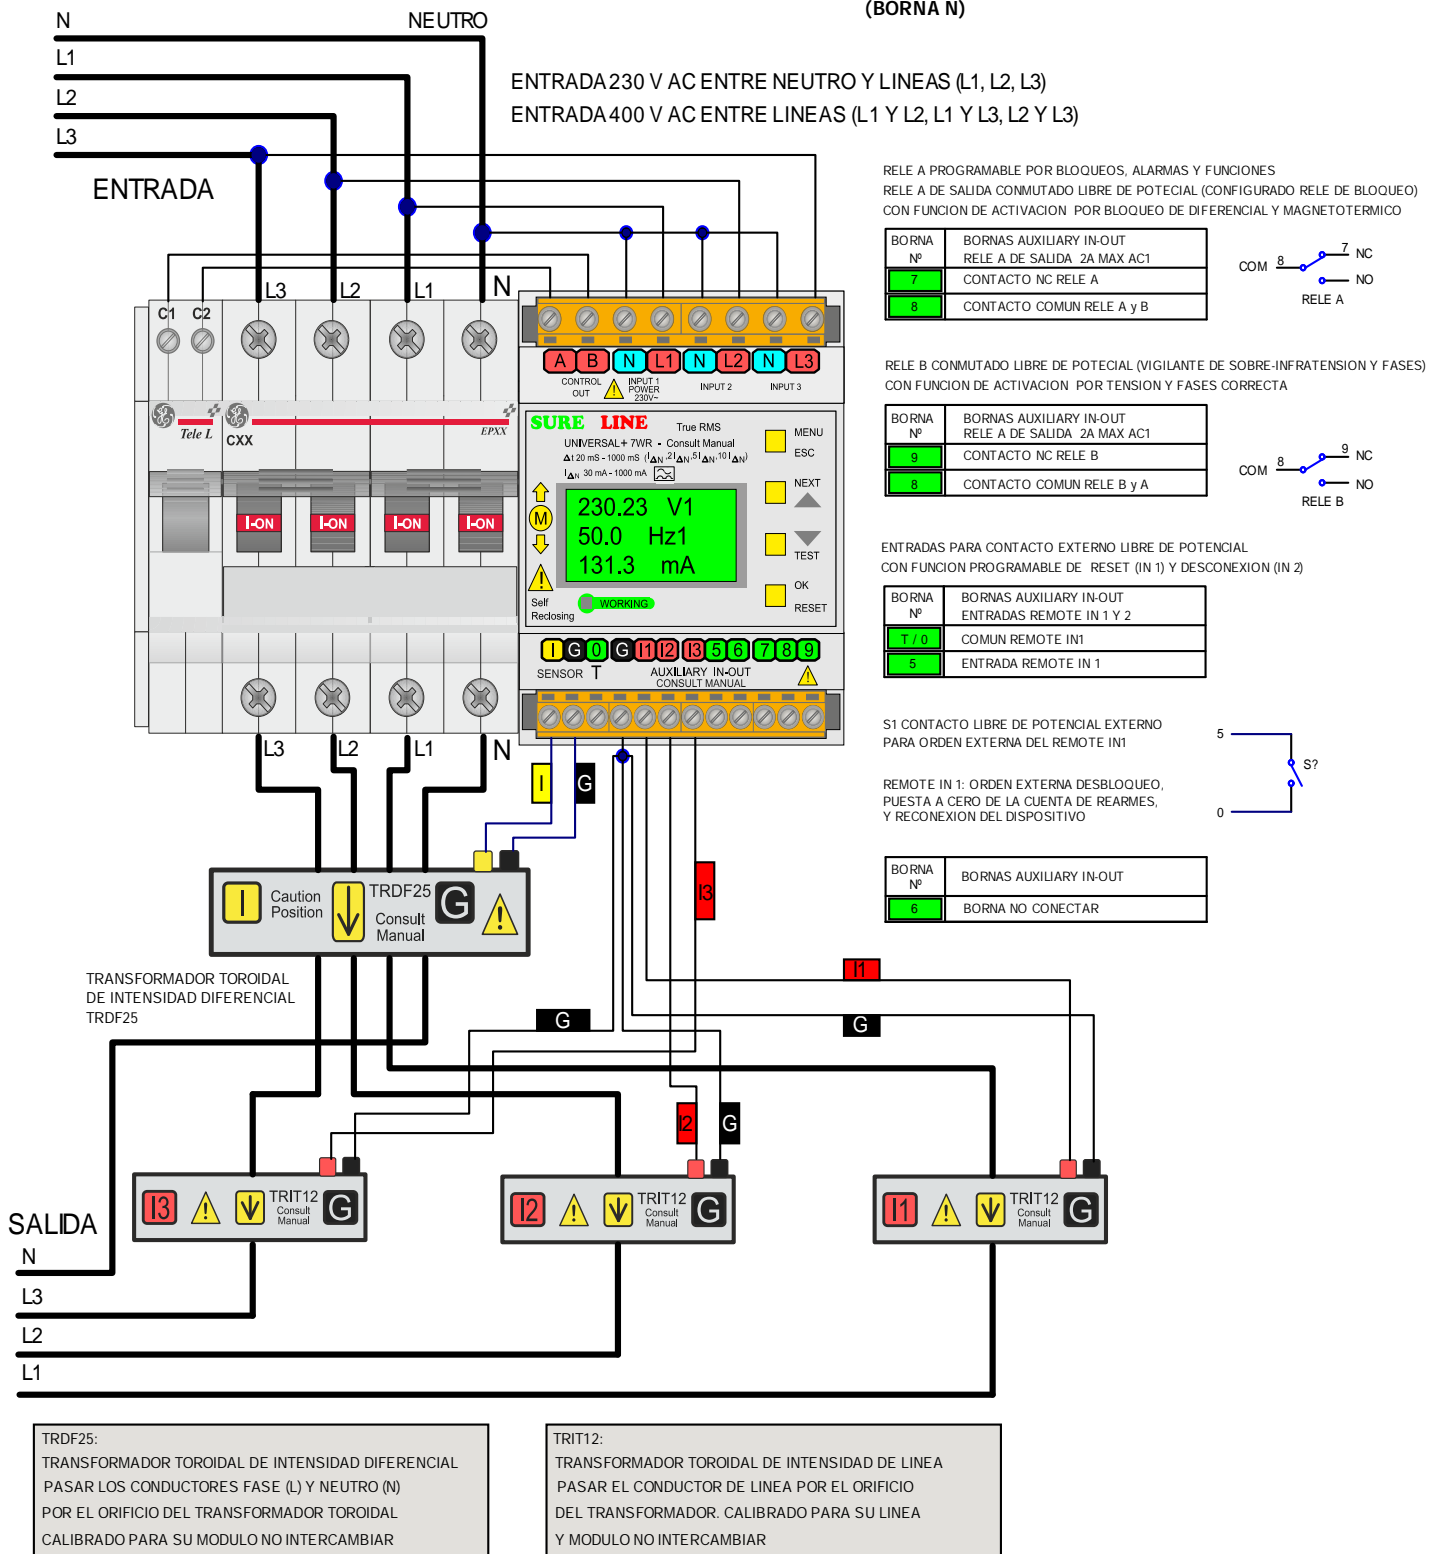 (BORNA N)
N
NEUTRO
L1
L2
L3
ENTRADA
ENTRADA 230 V AC ENTRE NEUTRO Y LINEAS (L1, L2, L3)
ENTRADA 400 V AC ENTRE LINEAS (L1 Y L2, L1 Y L3, L2 Y L3)
RELE A PROGRAMABLE POR BLOQUEOS, ALARMAS Y FUNCIONES
RELE A DE SALIDA CONMUTADO LIBRE DE POTECIAL (CONFIGURADO RELE DE BLOQUEO)
CON FUNCION DE ACTIVACION POR BLOQUEO DE DIFERENCIAL Y MAGNETOTERMICO
BORNA Nº
BORNAS AUXILIARY IN-OUT
RELE A DE SALIDA 2A MAX AC1
7 CONTACTO NC RELE A
8 CONTACTO COMUN RELE A y B
COM 8
7 NC
NO
RELE A
RELE B CONMUTADO LIBRE DE POTECIAL (VIGILANTE DE SOBRE-INFRATENSION Y FASES)
CON FUNCION DE ACTIVACION POR TENSION Y FASES CORRECTA
BORNA Nº
BORNAS AUXILIARY IN-OUT
RELE A DE SALIDA 2A MAX AC1
9 CONTACTO NC RELE B
8 CONTACTO COMUN RELE B y A
COM 8
9 NC
NO
RELE B
ENTRADAS PARA CONTACTO EXTERNO LIBRE DE POTENCIAL
CON FUNCION PROGRAMABLE DE RESET (IN 1) Y DESCONEXION (IN 2)
BORNA Nº
BORNAS AUXILIARY IN-OUT
ENTRADAS REMOTE IN 1 Y 2
T / 0 COMUN REMOTE IN1
5 ENTRADA REMOTE IN 1
S1 CONTACTO LIBRE DE POTENCIAL EXTERNO
PARA ORDEN EXTERNA DEL REMOTE IN1
REMOTE IN 1: ORDEN EXTERNA DESBLOQUEO,
PUESTA A CERO DE LA CUENTA DE REARMES,
Y RECONEXION DEL DISPOSITIVO
5
S?
0
BORNA Nº
BORNAS AUXILIARY IN-OUT
6 BORNA NO CONECTAR
L3 L2 L1 N
C1 C2
Tele L
CXX
EPXX
I-ON I-ON I-ON I-ON
A B N L1 N L2 N L3
CONTROL OUT
INPUT 1
POWER
230V~
INPUT 2
INPUT 3
SURE LINE
True RMS
UNIVERSAL+ 7WR - Consult Manual
Δt 20 mS - 1000 mS (IΔN, 2IΔN, 5IΔN, 10IΔN)
IΔN 30 mA - 1000 mA
M
230.23 V1
50.0 Hz1
131.3 mA
MENU
ESC
NEXT
TEST
OK
RESET
Self
Reclosing
WORKING
I G 0 G I1 I2 I3 5 6 7 8 9
SENSOR T
AUXILIARY IN-OUT
CONSULT MANUAL
L3 L2 L1 N
I
G
I
Caution
Position
TRDF25
Consult
Manual
G
I3
TRANSFORMADOR TOROIDAL
DE INTENSIDAD DIFERENCIAL
TRDF25
I1
G
G
I2
G
I3
TRIT12
Consult
Manual
G
I2
TRIT12
Consult
Manual
G
I1
TRIT12
Consult
Manual
G
SALIDA
N
L3
L2
L1
TRDF25:
TRANSFORMADOR TOROIDAL DE INTENSIDAD DIFERENCIAL
PASAR LOS CONDUCTORES FASE (L) Y NEUTRO (N)
POR EL ORIFICIO DEL TRANSFORMADOR TOROIDAL
CALIBRADO PARA SU MODULO NO INTERCAMBIAR
TRIT12:
TRANSFORMADOR TOROIDAL DE INTENSIDAD DE LINEA
PASAR EL CONDUCTOR DE LINEA POR EL ORIFICIO
DEL TRANSFORMADOR. CALIBRADO PARA SU LINEA
Y MODULO NO INTERCAMBIAR